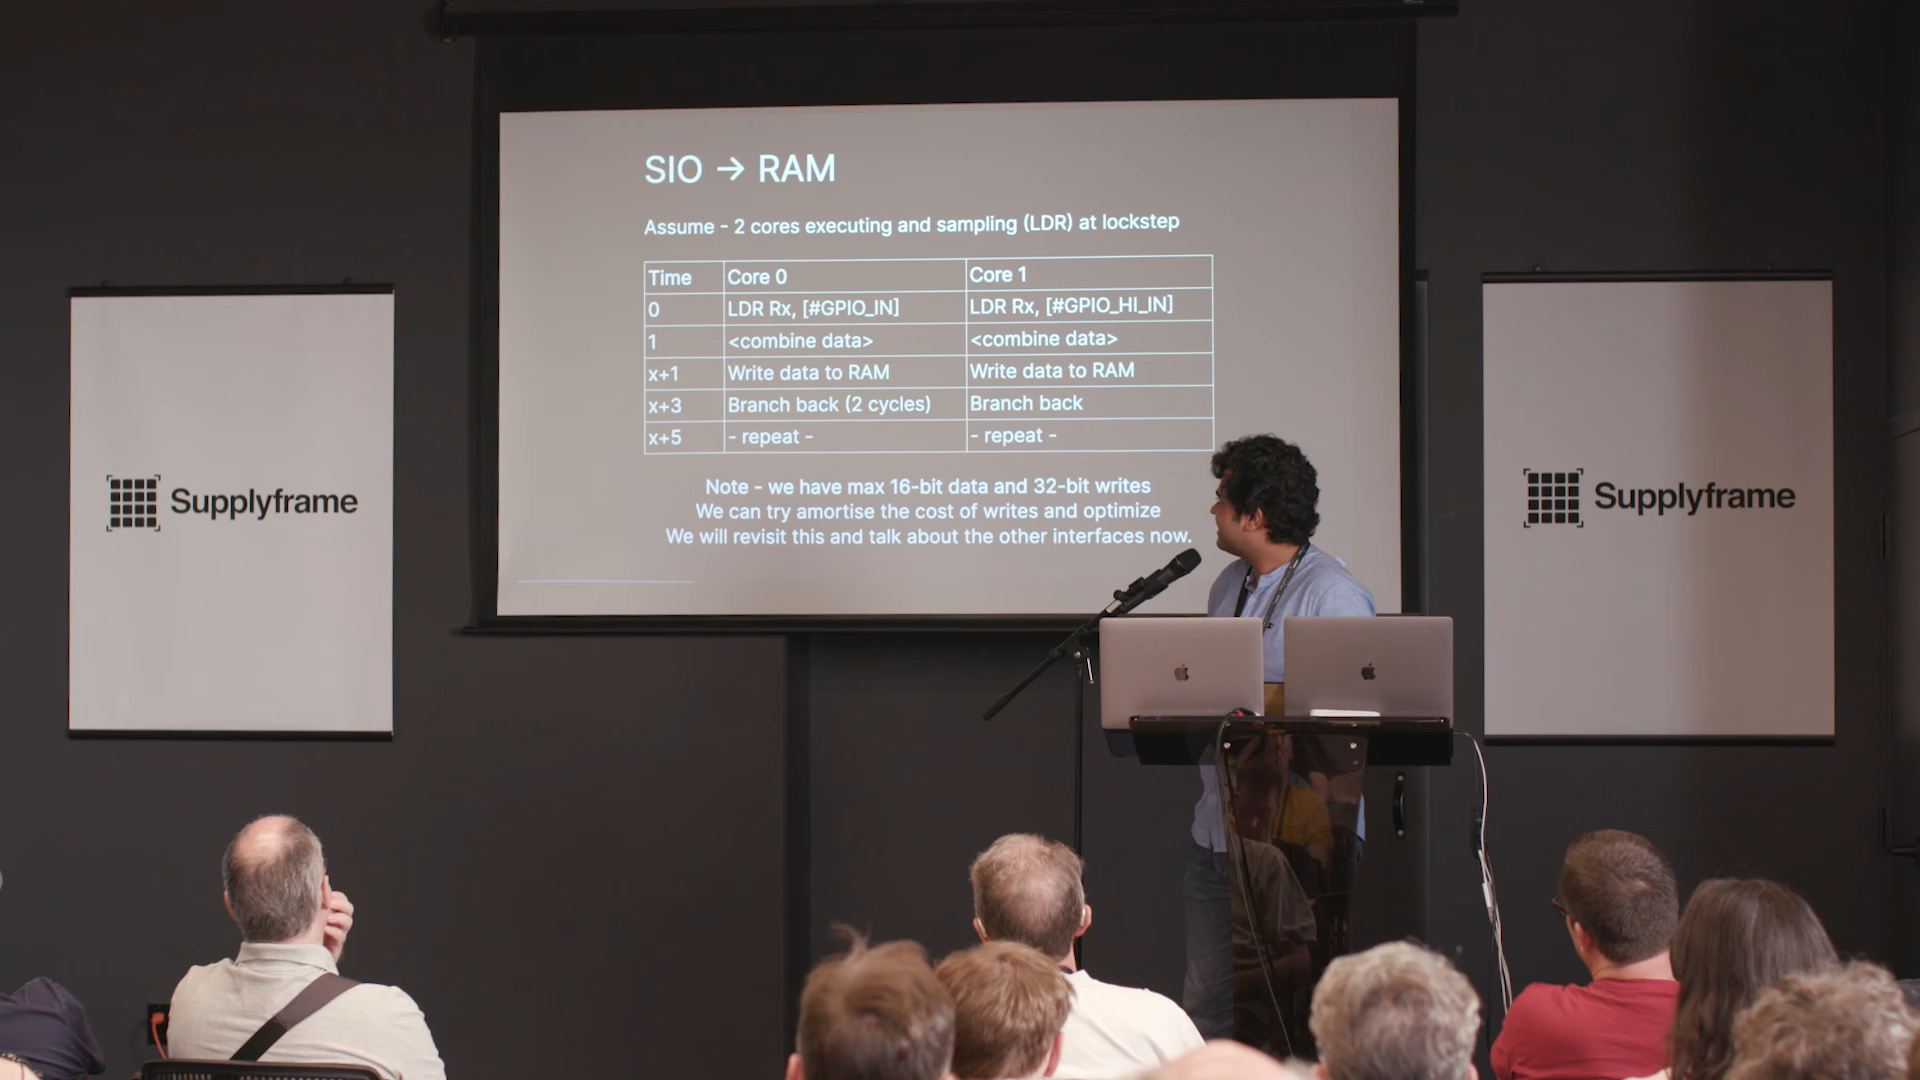 SIO → RAM
Assume - 2 cores executing and sampling (LDR) at lockstep
Time Core 0 Core 1
0 LDR Rx, [#GPIO_IN] LDR Rx, [#GPIO_HI_IN]
1 <combine data> <combine data>
x+1 Write data to RAM Write data to RAM
x+3 Branch back (2 cycles) Branch back
x+5 - repeat - - repeat -
Note - we have max 16-bit data and 32-bit writes
We can try amortise the cost of writes and optimize
We will revisit this and talk about the other interfaces now.
Supplyframe
Supplyframe